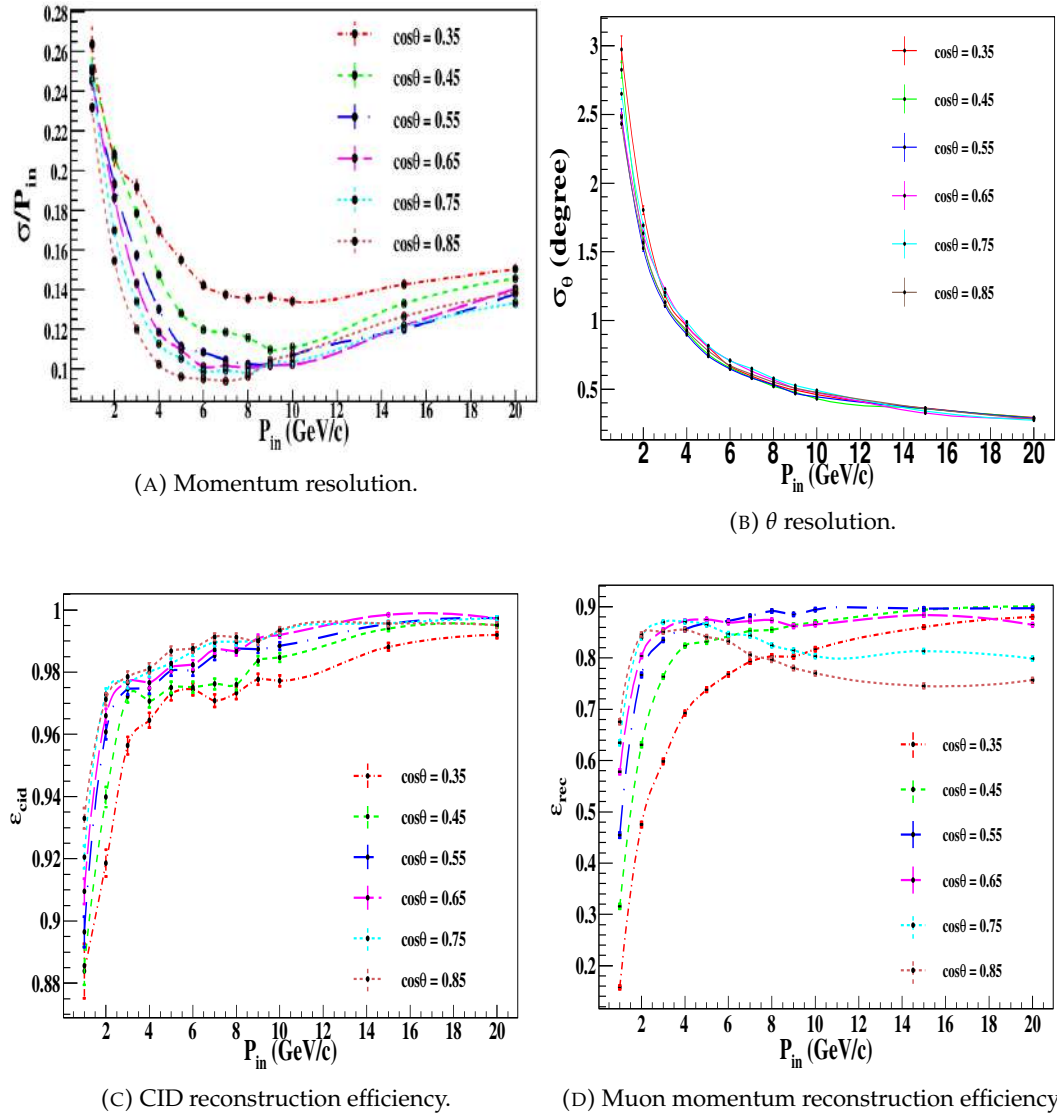 0.28
0.26
0.24
0.22
0.2
0.18
0.16
0.14
0.12
0.1
σ/P_in
cosθ = 0.35
cosθ = 0.45
cosθ = 0.55
cosθ = 0.65
cosθ = 0.75
cosθ = 0.85
2 4 6 8 10 12 14 16 18 20
P_in (GeV/c)
(A) Momentum resolution.
3
2.5
2
1.5
1
0.5
σ_θ (degree)
cosθ = 0.35
cosθ = 0.45
cosθ = 0.55
cosθ = 0.65
cosθ = 0.75
cosθ = 0.85
2 4 6 8 10 12 14 16 18 20
P_in (GeV/c)
(B) θ resolution.
1
0.98
0.96
0.94
0.92
0.9
0.88
ε_cid
cosθ = 0.35
cosθ = 0.45
cosθ = 0.55
cosθ = 0.65
cosθ = 0.75
cosθ = 0.85
2 4 6 8 10 12 14 16 18 20
P_in (GeV/c)
(C) CID reconstruction efficiency.
0.9
0.8
0.7
0.6
0.5
0.4
0.3
0.2
ε_rec
cosθ = 0.35
cosθ = 0.45
cosθ = 0.55
cosθ = 0.65
cosθ = 0.75
cosθ = 0.85
2 4 6 8 10 12 14 16 18 20
P_in (GeV/c)
(D) Muon momentum reconstruction efficiency